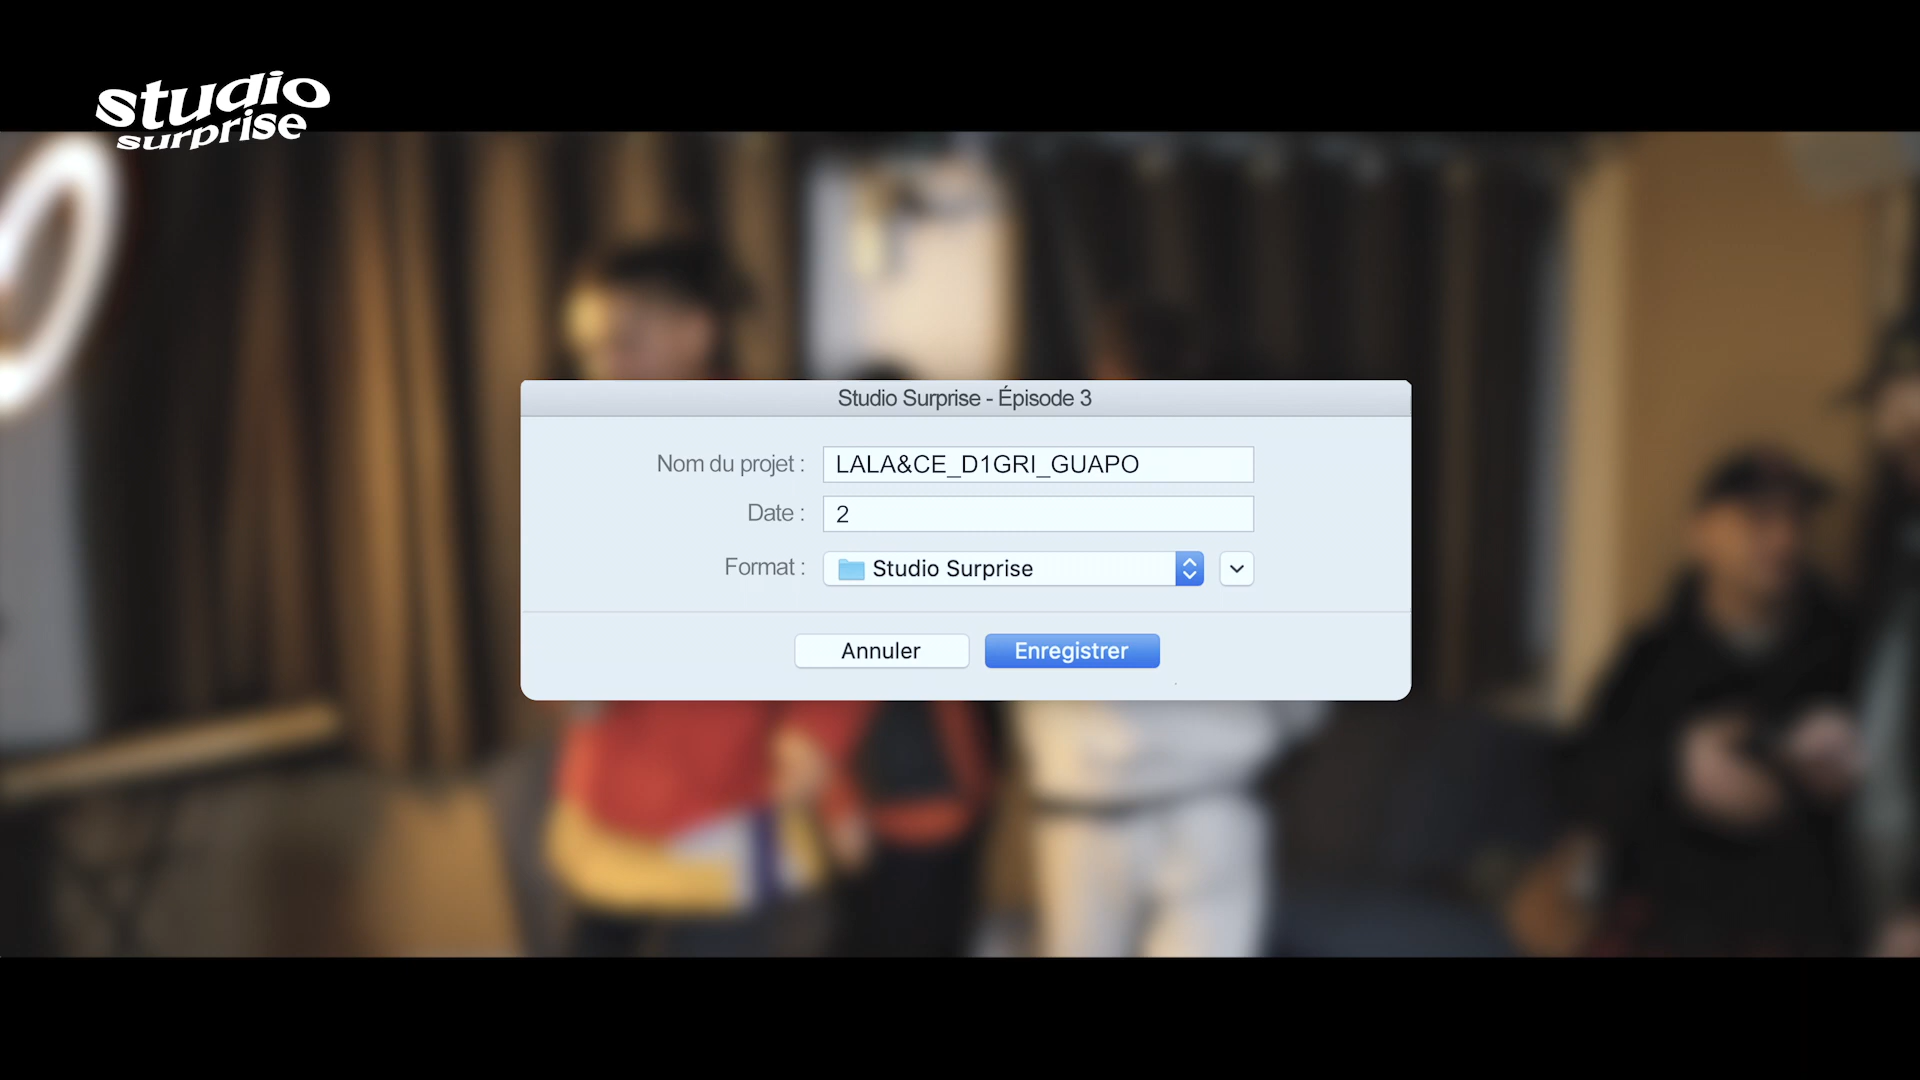 studio
surprise
Studio Surprise - Épisode 3
Nom du projet : LALA&CE_D1GRI_GUAPO
Date : 2
Format : Studio Surprise
Annuler Enregistrer